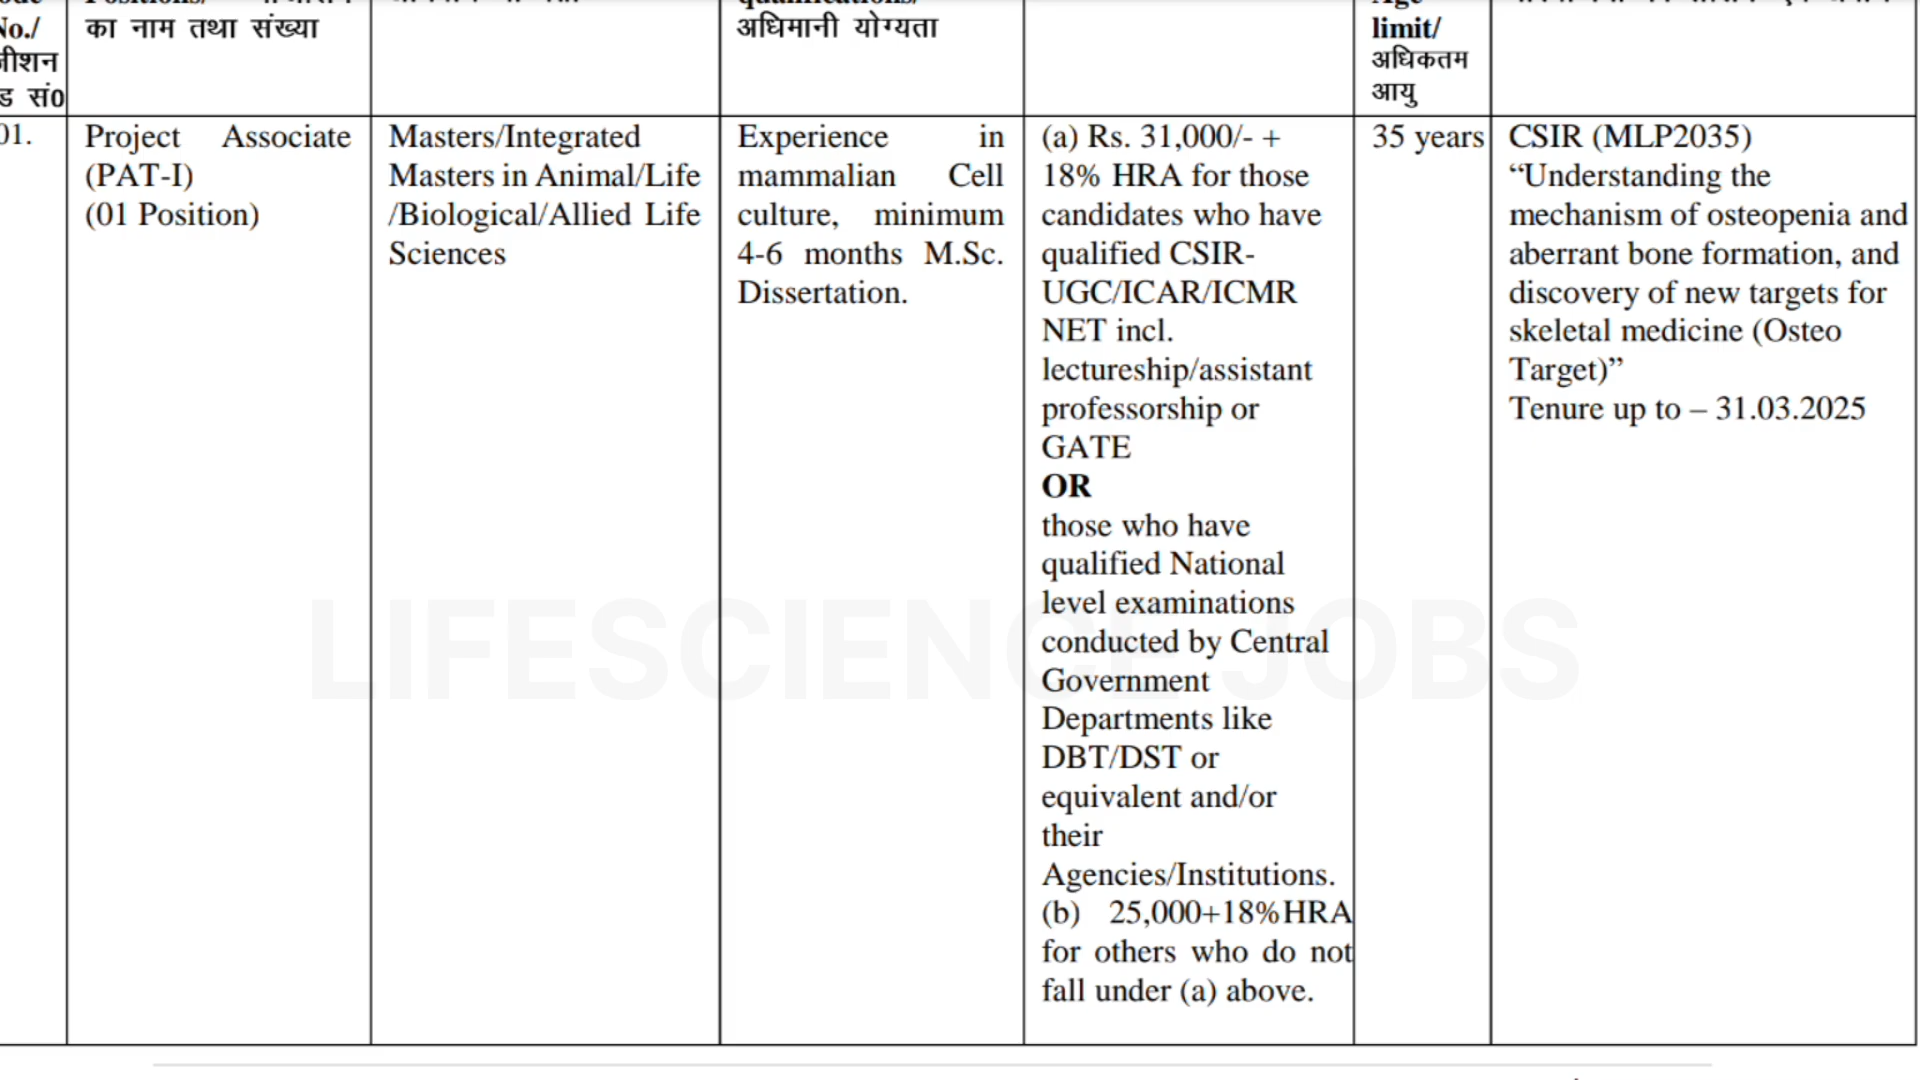 No./
का नाम तथा संख्या
अधिमानी योग्यता
limit/
अधिकतम
आयु
सं0
01.
Project Associate
(PAT-I)
(01 Position)
Masters/Integrated
Masters in Animal/Life
/Biological/Allied Life
Sciences
Experience in
mammalian Cell
culture, minimum
4-6 months M.Sc.
Dissertation.
(a) Rs. 31,000/- +
18% HRA for those
candidates who have
qualified CSIR-
UGC/ICAR/ICMR
NET incl.
lectureship/assistant
professorship or
GATE
OR
those who have
qualified National
level examinations
conducted by Central
Government
Departments like
DBT/DST or
equivalent and/or
their
Agencies/Institutions.
(b) 25,000+18%HRA
for others who do not
fall under (a) above.
35 years
CSIR (MLP2035)
“Understanding the
mechanism of osteopenia and
aberrant bone formation, and
discovery of new targets for
skeletal medicine (Osteo
Target)”
Tenure up to – 31.03.2025
LIFESCIENCE JOBS